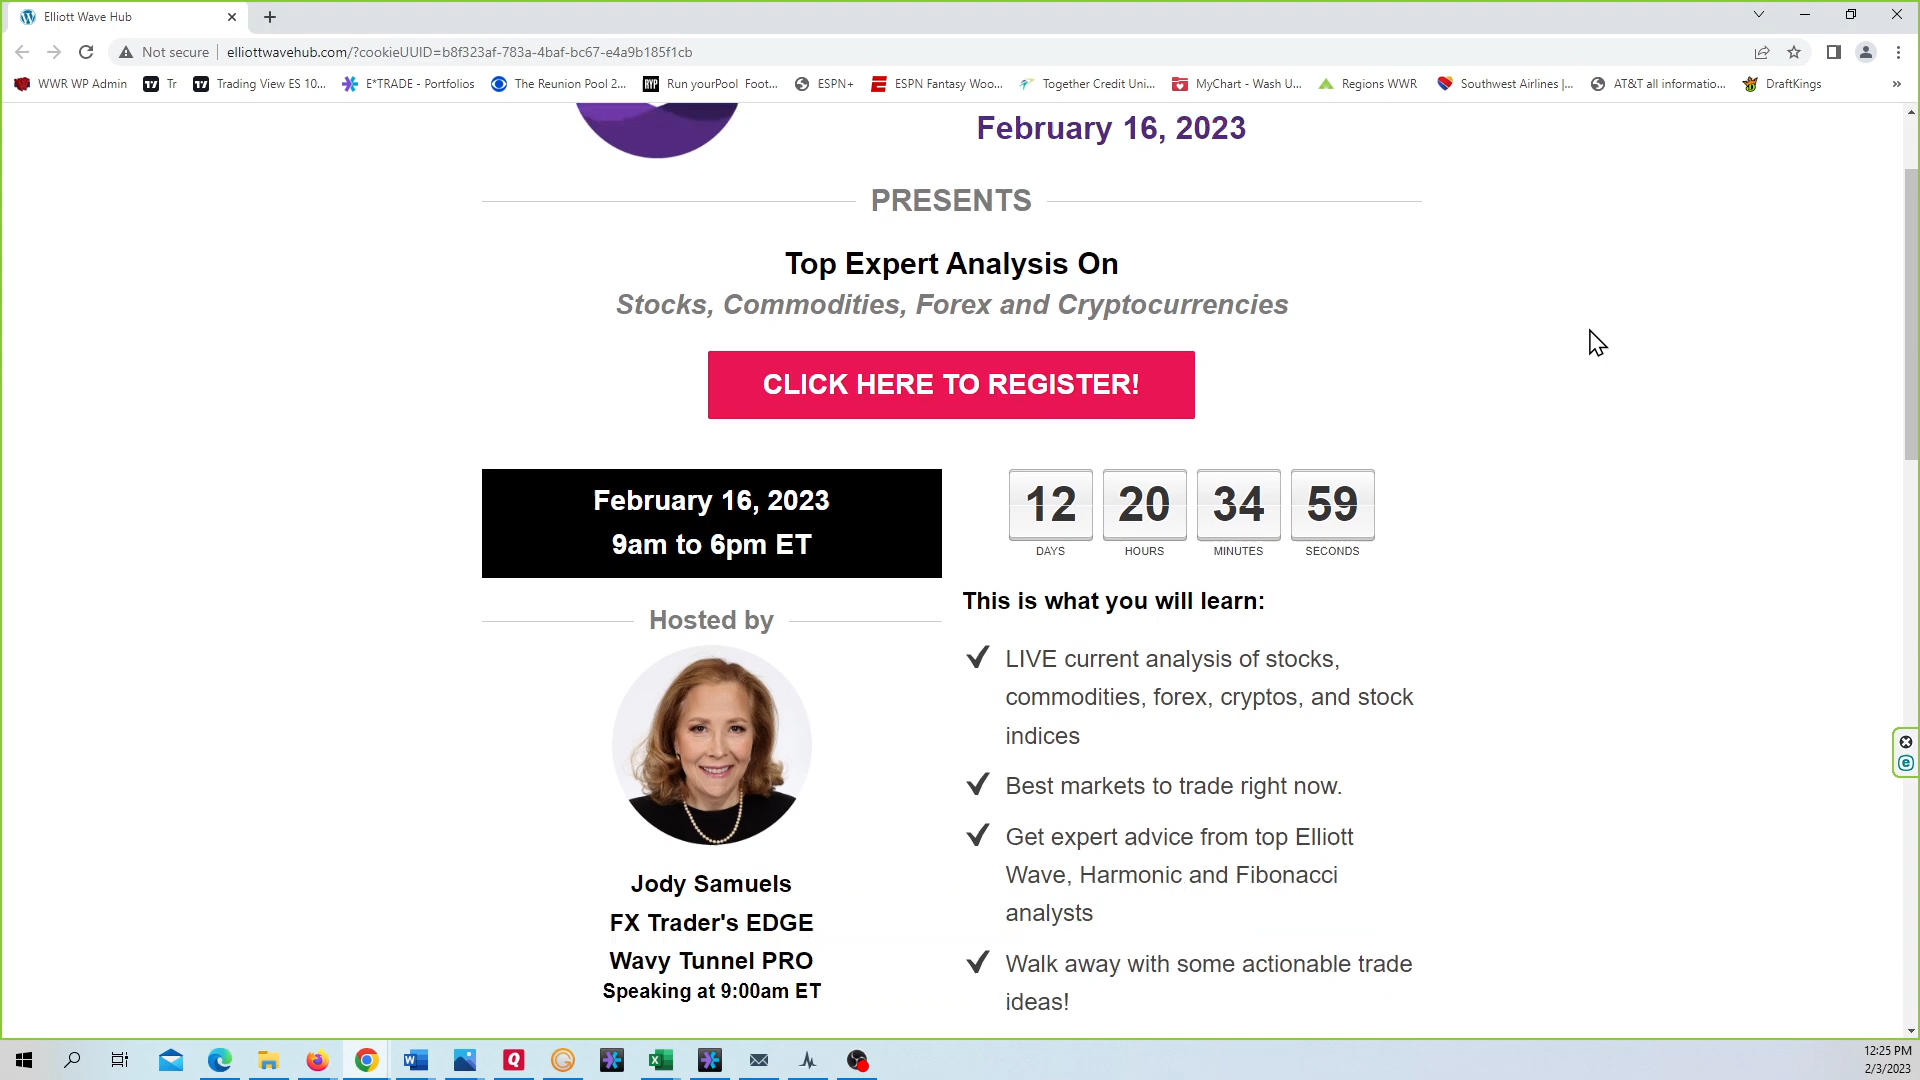 Elliott Wave Hub
Not secure
elliottwavehub.com/?cookieUUID=b8f323af-783a-4baf-bc67-e4a9b185f1cb
WWR WP Admin
Tr
Trading View ES 10...
E*TRADE - Portfolios
The Reunion Pool 2...
RYP
Run yourPool Foot...
ESPN+
ESPN Fantasy Woo...
Together Credit Uni...
MyChart - Wash U...
Regions WWR
Southwest Airlines |...
AT&T all informatio...
DraftKings
February 16, 2023
PRESENTS
Top Expert Analysis On
Stocks, Commodities, Forex and Cryptocurrencies
CLICK HERE TO REGISTER!
February 16, 2023
9am to 6pm ET
12 20 34 59
DAYS HOURS MINUTES SECONDS
Hosted by
Jody Samuels
FX Trader's EDGE
Wavy Tunnel PRO
Speaking at 9:00am ET
This is what you will learn:
LIVE current analysis of stocks,
commodities, forex, cryptos, and stock
indices
Best markets to trade right now.
Get expert advice from top Elliott
Wave, Harmonic and Fibonacci
analysts
Walk away with some actionable trade
ideas!
12:25 PM
2/3/2023